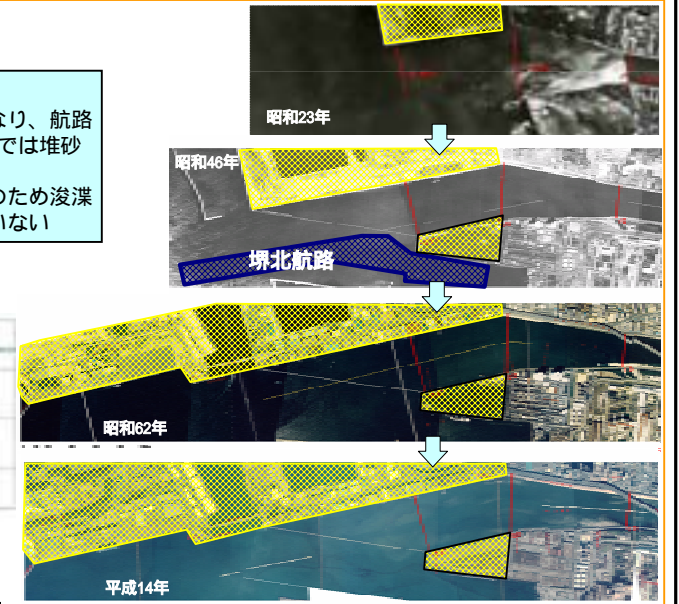 なり、航路
では堆砂
のため浚渫
いない
昭和23年
昭和46年
堺北航路
昭和62年
平成14年